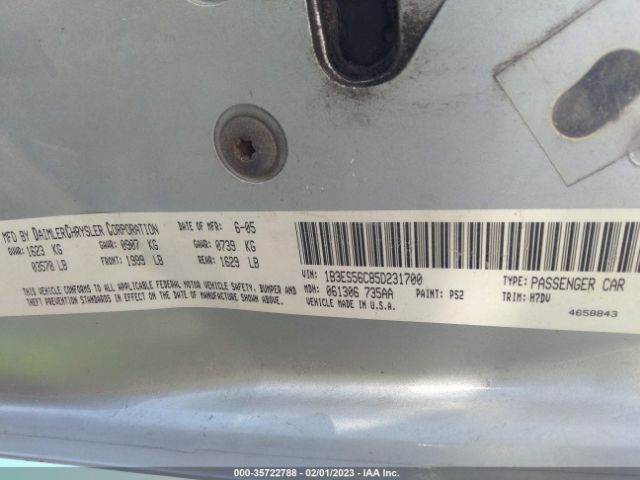 MFD BY DAIMLERCHRYSLER CORPORATION DATE OF MFR: 6-05
GVWR: 1623 KG GAWR: 0907 KG GAWR: 0739 KG
03578 LB FRONT: 1999 LB REAR: 1629 LB
THIS VEHICLE CONFORMS TO ALL APPLICABLE FEDERAL MOTOR VEHICLE SAFETY, BUMPER AND
THEFT PREVENTION STANDARDS IN EFFECT ON THE DATE OF MANUFACTURE SHOWN ABOVE.
VIN: 1B3ES56C85D231700 TYPE: PASSENGER CAR
MDH: 061306 735AA PAINT: PS2 TRIM: H7DV
VEHICLE MADE IN U.S.A. 4658843
000-35722788 - 02/01/2023 - IAA Inc.